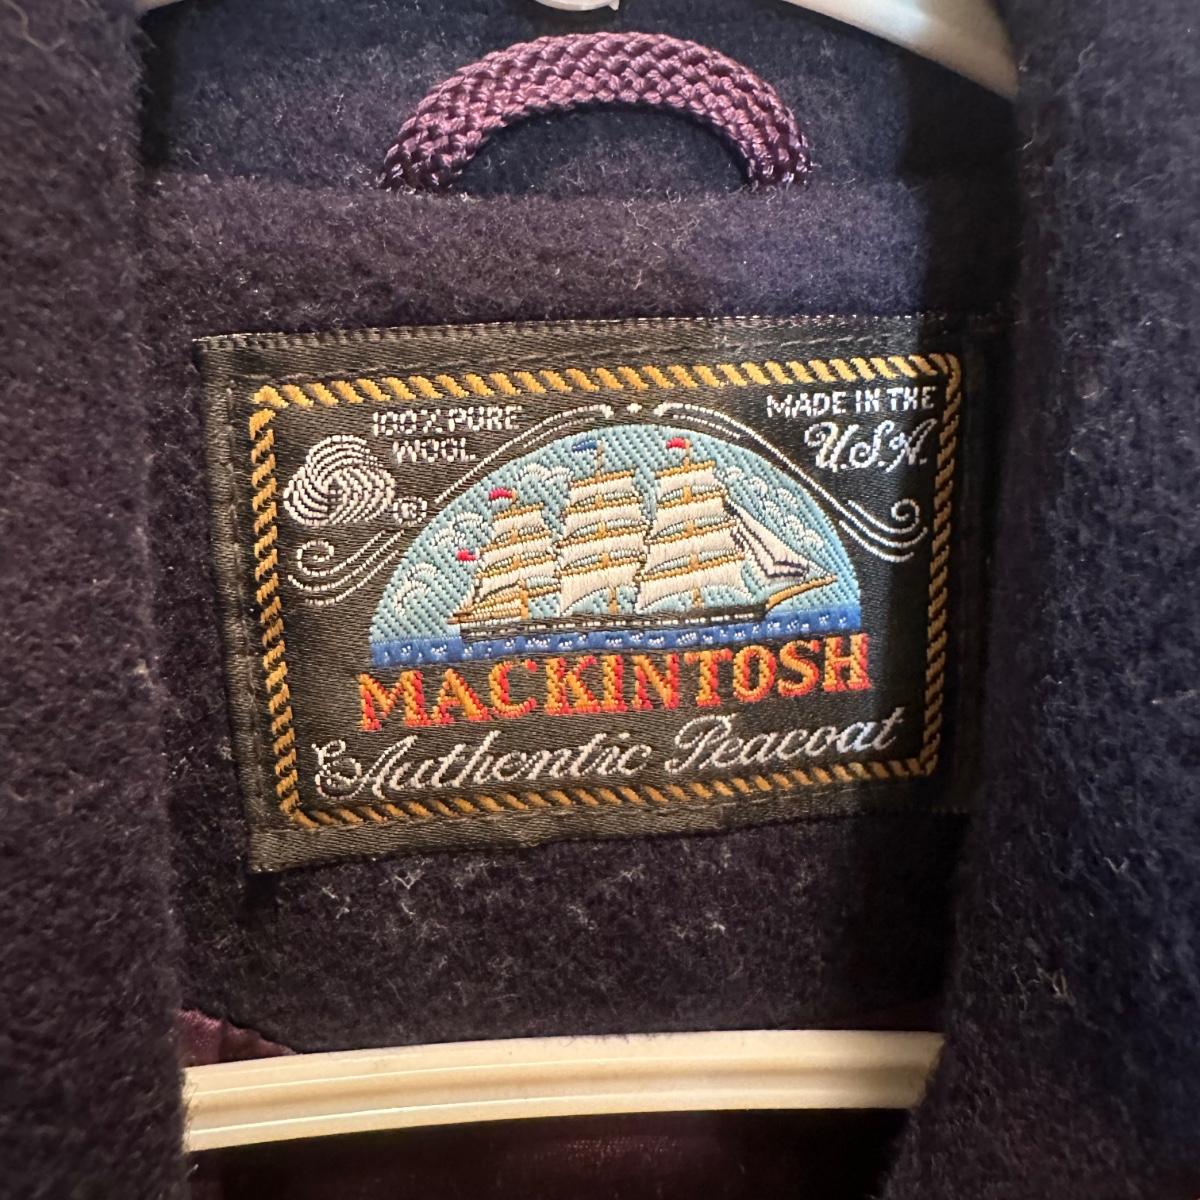 100% PURE
WOOL
®
MADE IN THE
U.S.A.
MACKINTOSH
Authentic Peacoat